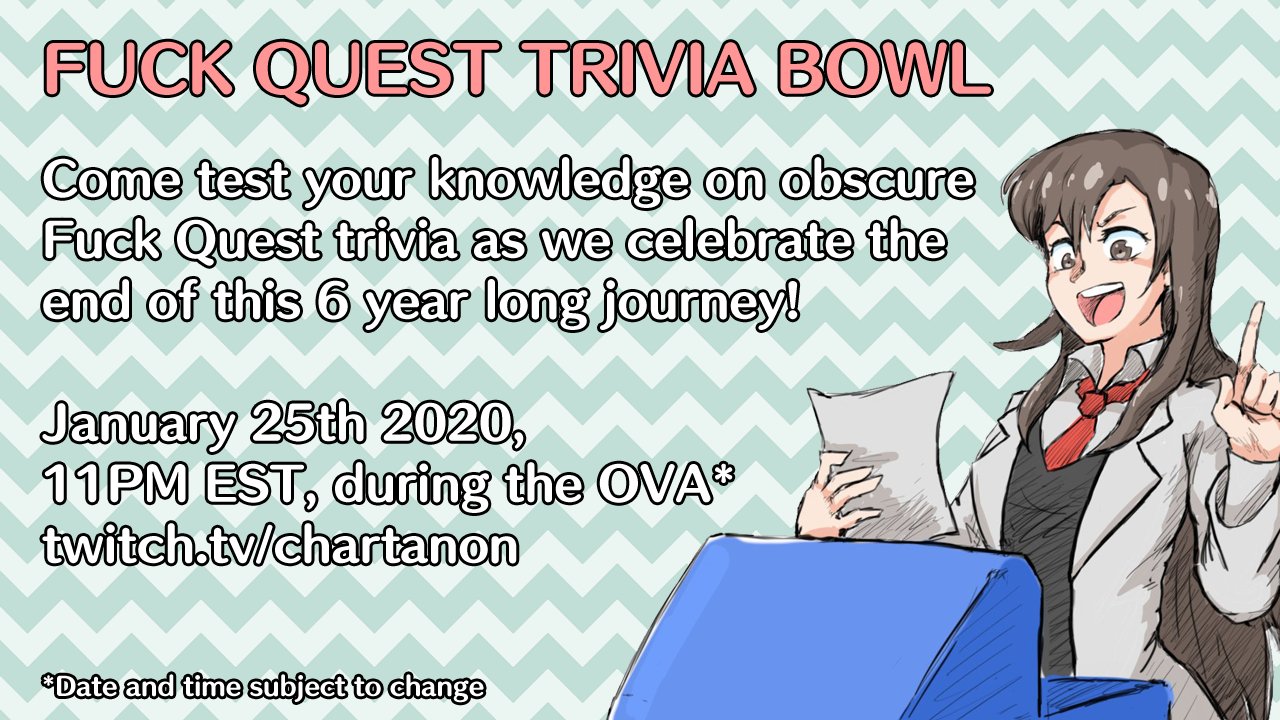 FUCK QUEST TRIVIA BOWL
Come test your knowledge on obscure
Fuck Quest trivia as we celebrate the
end of this 6 year long journey!
January 25th 2020,
11PM EST, during the OVA*
twitch.tv/chartanon
*Date and time subject to change